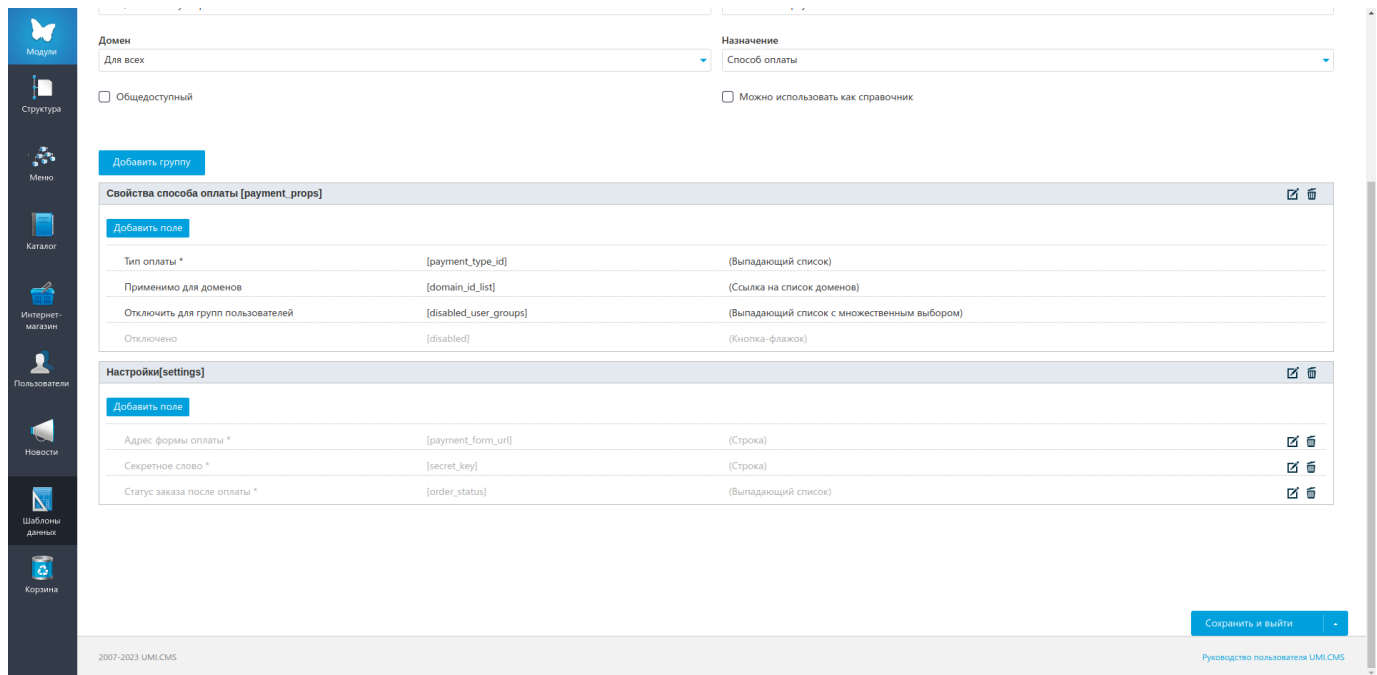 Модули
Структура
Меню
Каталог
Интернет-
магазин
Пользователи
Новости
Шаблоны
данных
Корзина
Домен
Назначение
Для всех
Способ оплаты
Общедоступный
Можно использовать как справочник
Добавить группу
Свойства способа оплаты [payment_props]
Добавить поле
Тип оплаты * [payment_type_id] (Выпадающий список)
Применимо для доменов [domain_id_list] (Ссылка на список доменов)
Отключить для групп пользователей [disabled_user_groups] (Выпадающий список с множественным выбором)
Отключено [disabled] (Кнопка-флажок)
Настройки[settings]
Добавить поле
Адрес формы оплаты * [payment_form_url] (Строка)
Секретное слово * [secret_key] (Строка)
Статус заказа после оплаты * [order_status] (Выпадающий список)
Сохранить и выйти
2007-2023 UMI.CMS
Руководство пользователя UMI.CMS